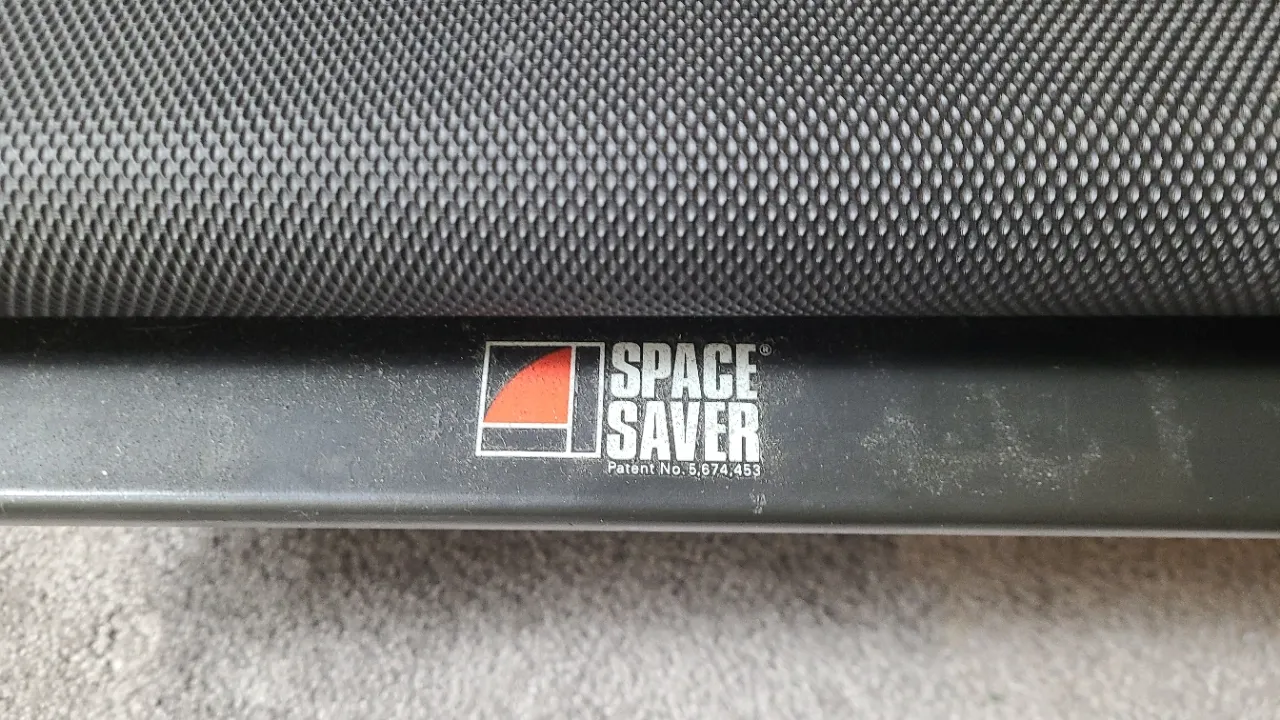 SPACE®
SAVER
Patent No. 5,674,453